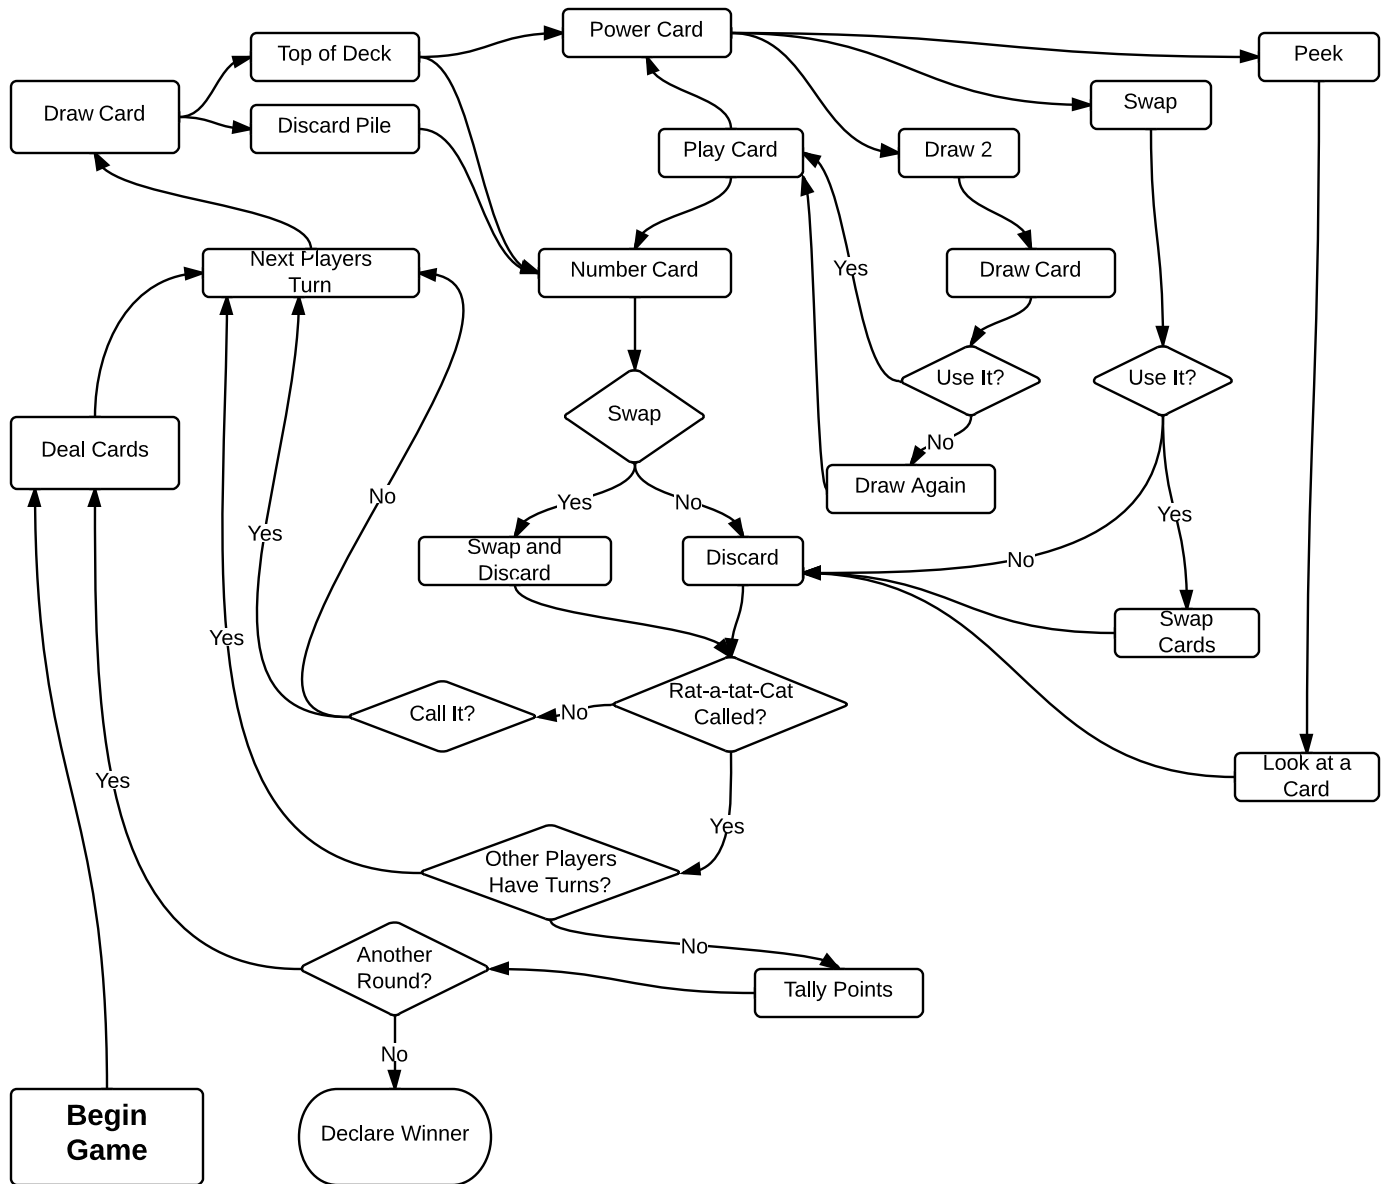 Power Card
Top of Deck
Peek
Draw Card
Swap
Discard Pile
Play Card
Draw 2
Next Players
Turn
Number Card
Yes
Draw Card
Use It?
Use It?
Swap
No
Deal Cards
Draw Again
No
Yes
No
Yes
Yes
Swap and
Discard
Discard
No
Swap
Cards
Yes
Rat-a-tat-Cat
Called?
Call It?
No
Look at a
Card
Yes
Yes
Other Players
Have Turns?
No
Another
Round?
Tally Points
No
Begin
Game
Declare Winner